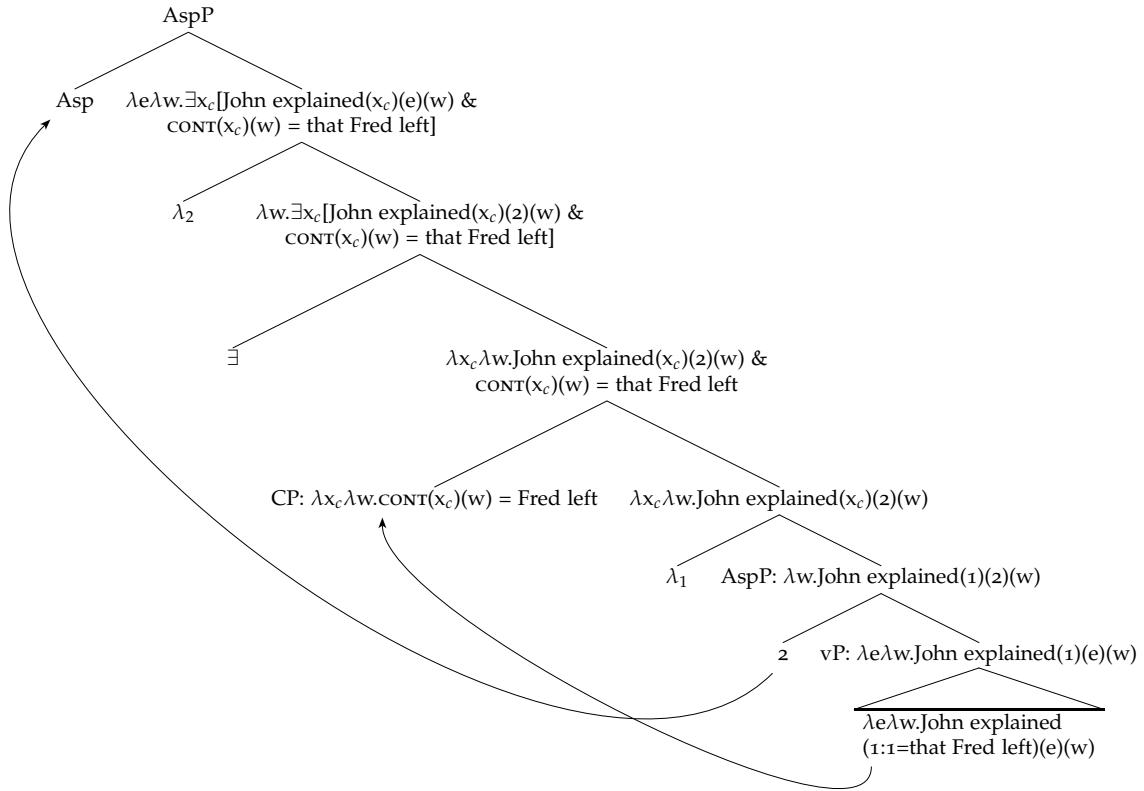 AspP
Asp
λeλw.∃x_c[John explained(x_c)(e)(w) &
CONT(x_c)(w) = that Fred left]
λ₂
λw.∃x_c[John explained(x_c)(2)(w) &
CONT(x_c)(w) = that Fred left]
∃
λx_cλw.John explained(x_c)(2)(w) &
CONT(x_c)(w) = that Fred left
CP: λx_cλw.CONT(x_c)(w) = Fred left
λx_cλw.John explained(x_c)(2)(w)
λ₁
AspP: λw.John explained(1)(2)(w)
2
vP: λeλw.John explained(1)(e)(w)
λeλw.John explained
(1:1=that Fred left)(e)(w)